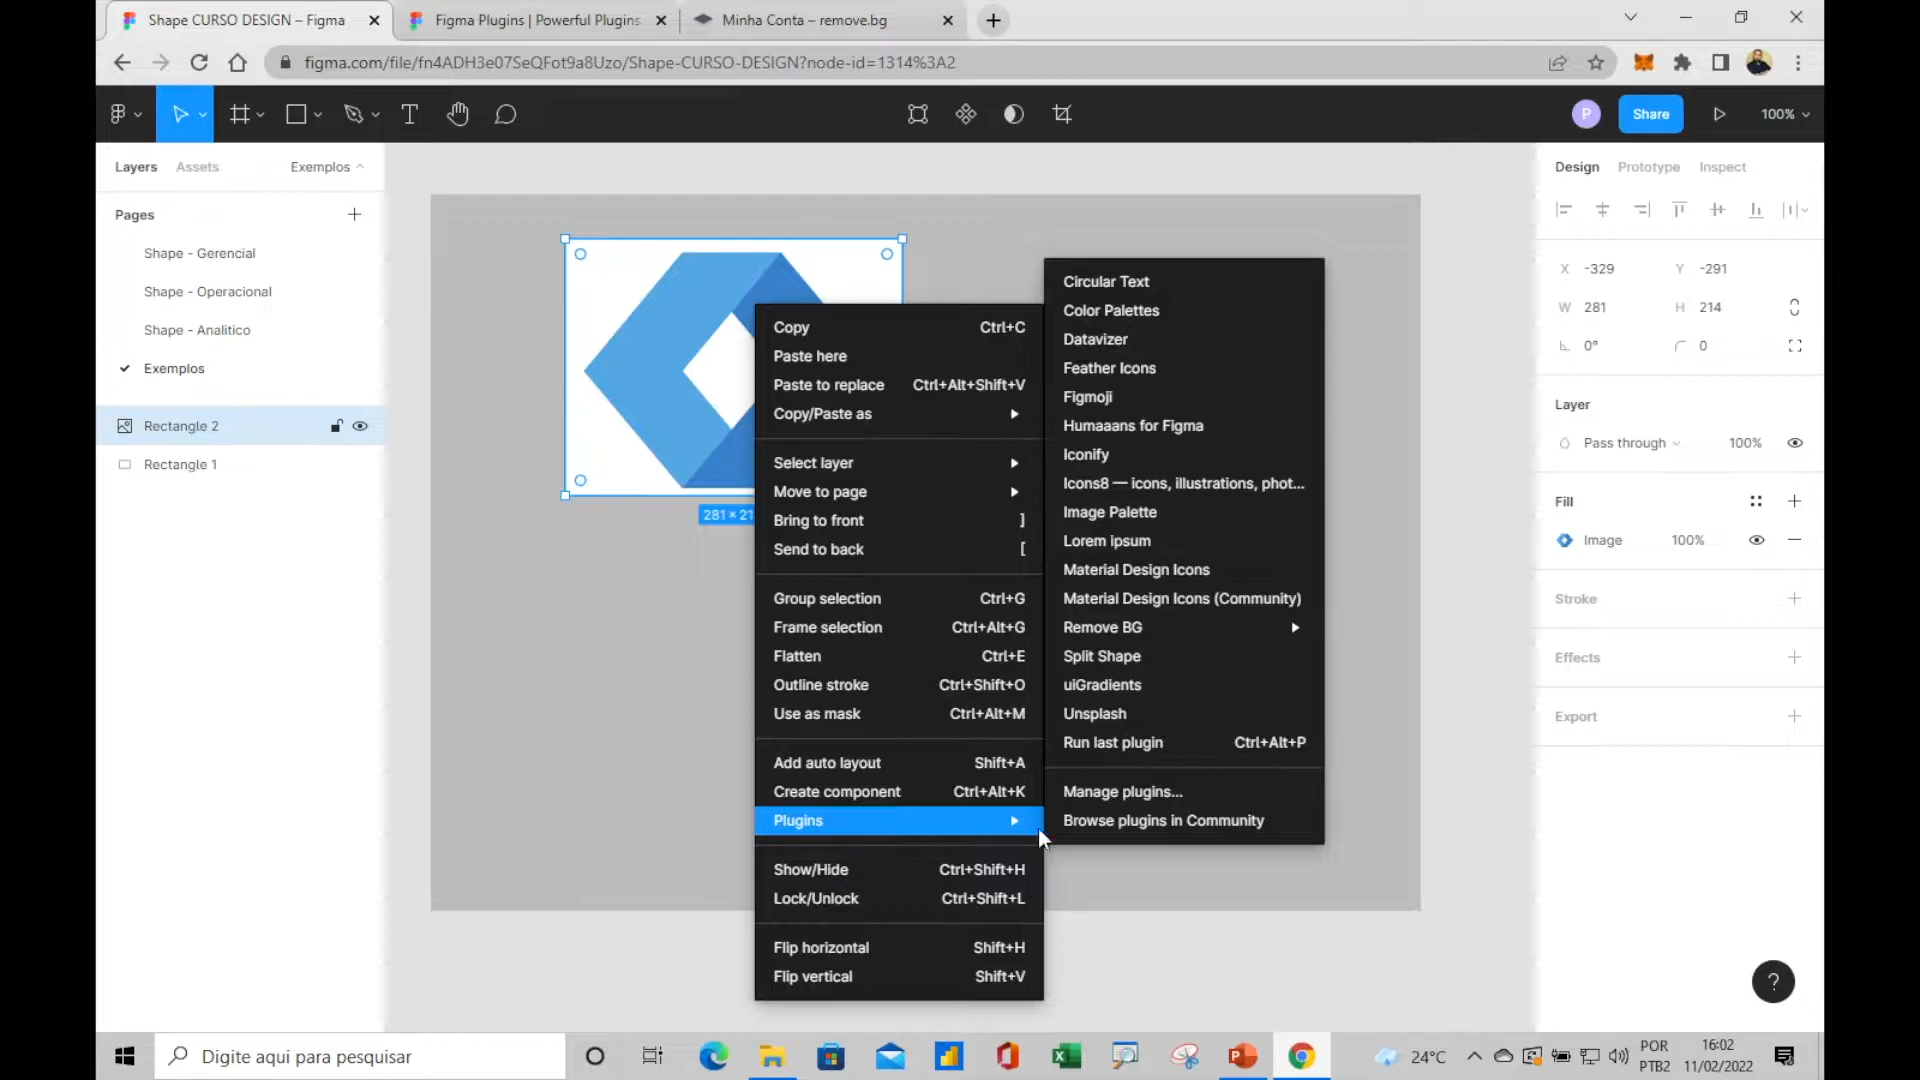 Shape CURSO DESIGN – Figma
Figma Plugins | Powerful Plugins
Minha Conta – remove.bg
figma.com/file/fn4ADH3e07SeQFot9a8Uzo/Shape-CURSO-DESIGN?node-id=1314%3A2
P
Share
100%
Layers
Assets
Exemplos
Pages
Shape - Gerencial
Shape - Operacional
Shape - Analitico
Exemplos
Rectangle 2
Rectangle 1
281 × 21
Copy Ctrl+C
Paste here
Paste to replace Ctrl+Alt+Shift+V
Copy/Paste as
Select layer
Move to page
Bring to front ]
Send to back [
Group selection Ctrl+G
Frame selection Ctrl+Alt+G
Flatten Ctrl+E
Outline stroke Ctrl+Shift+O
Use as mask Ctrl+Alt+M
Add auto layout Shift+A
Create component Ctrl+Alt+K
Plugins
Show/Hide Ctrl+Shift+H
Lock/Unlock Ctrl+Shift+L
Flip horizontal Shift+H
Flip vertical Shift+V
Circular Text
Color Palettes
Datavizer
Feather Icons
Figmoji
Humaaans for Figma
Iconify
Icons8 — icons, illustrations, phot...
Image Palette
Lorem ipsum
Material Design Icons
Material Design Icons (Community)
Remove BG
Split Shape
uiGradients
Unsplash
Run last plugin Ctrl+Alt+P
Manage plugins...
Browse plugins in Community
Design
Prototype
Inspect
X -329 Y -291
W 281 H 214
0° 0
Layer
Pass through 100%
Fill
Image 100%
Stroke
Effects
Export
?
Digite aqui para pesquisar
24°C
POR
PTB2
16:02
11/02/2022